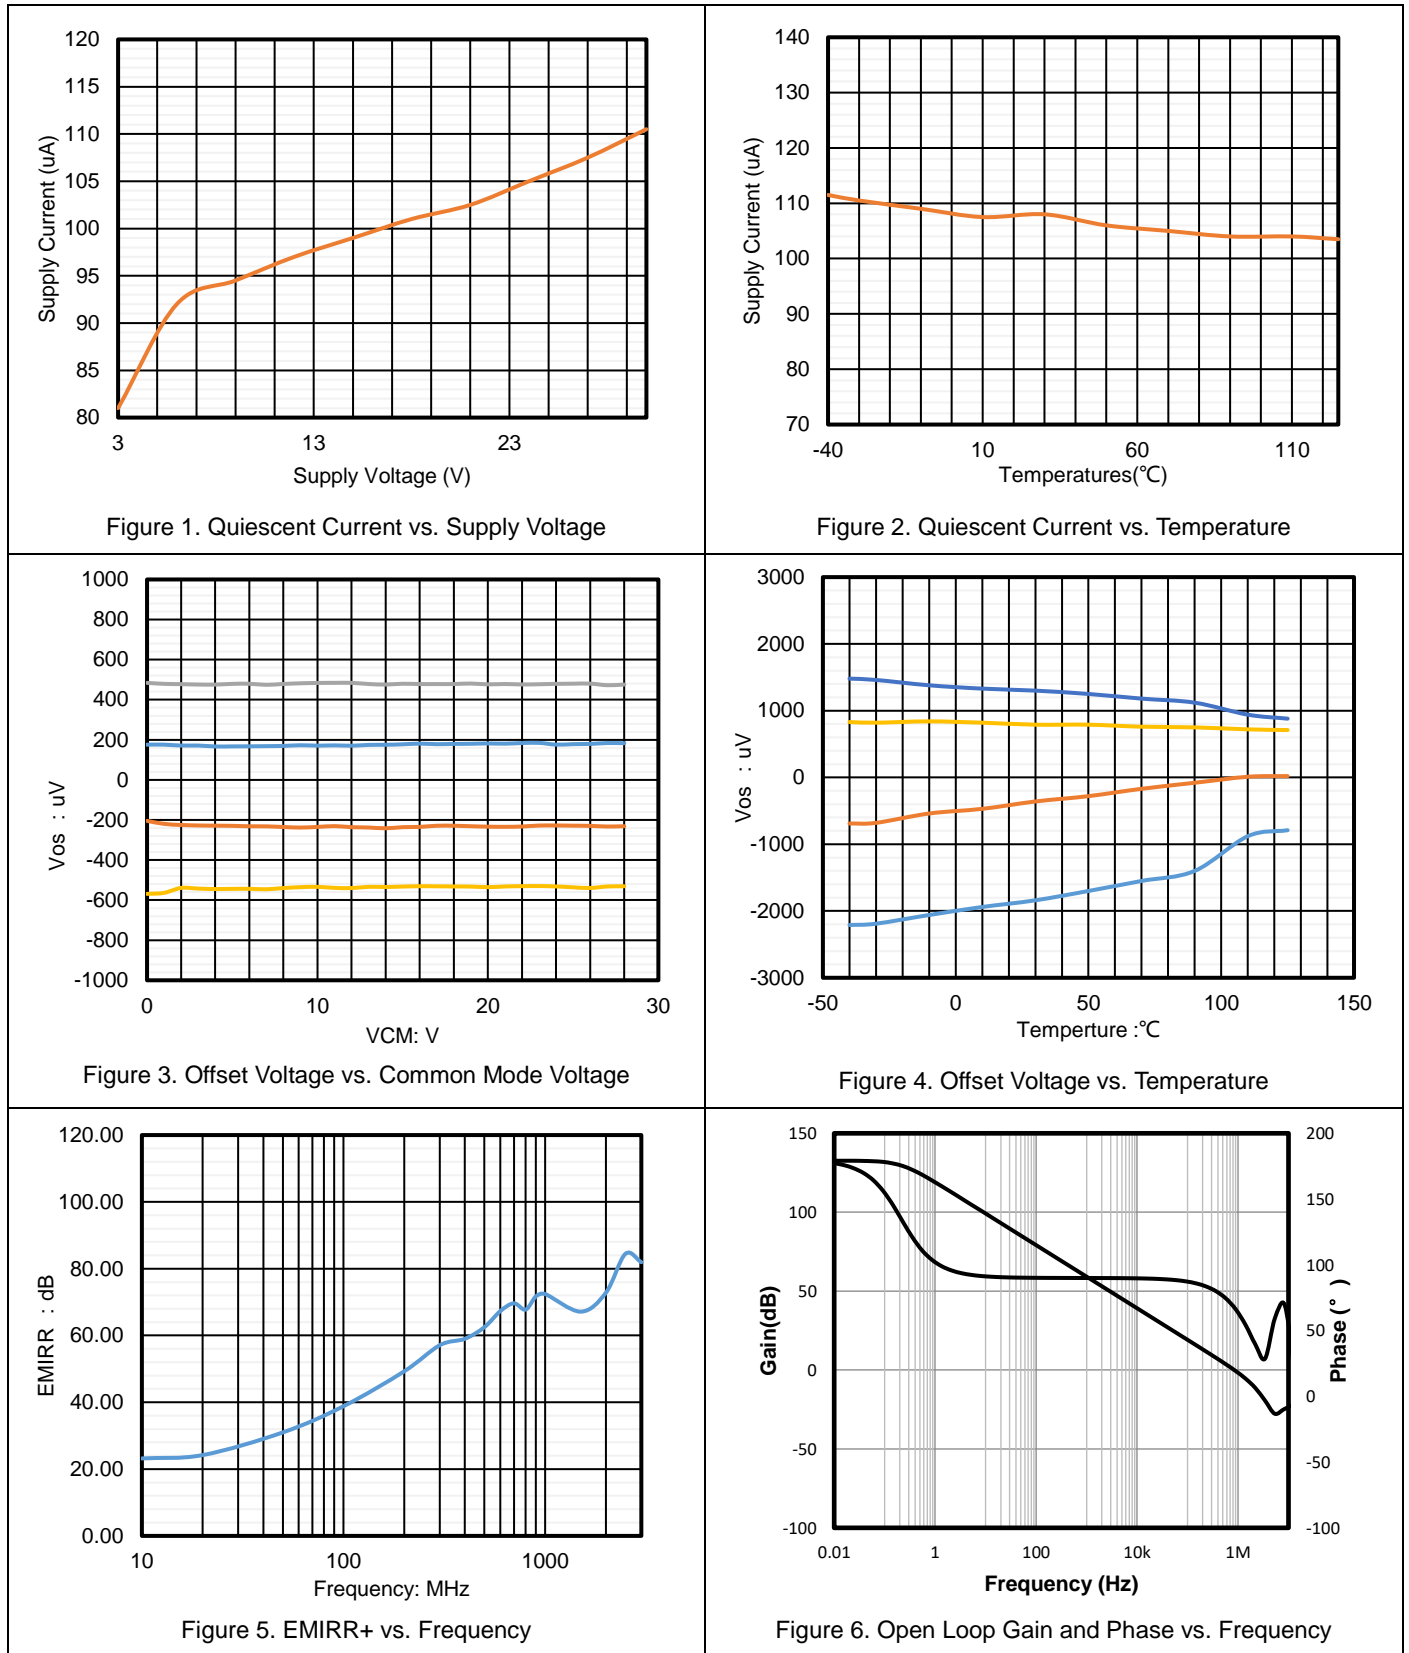 120
115
110
105
100
95
90
85
80
Supply Current (uA)
3 13 23
Supply Voltage (V)
Figure 1. Quiescent Current vs. Supply Voltage
140
130
120
110
100
90
80
70
Supply Current (uA)
-40 10 60 110
Temperatures(℃)
Figure 2. Quiescent Current vs. Temperature
1000
800
600
400
200
0
-200
-400
-600
-800
-1000
Vos : uV
0 10 20 30
VCM: V
Figure 3. Offset Voltage vs. Common Mode Voltage
3000
2000
1000
0
-1000
-2000
-3000
Vos : uV
-50 0 50 100 150
Temperture :℃
Figure 4. Offset Voltage vs. Temperature
120.00
100.00
80.00
60.00
40.00
20.00
0.00
EMIRR : dB
10 100 1000
Frequency: MHz
Figure 5. EMIRR+ vs. Frequency
150
100
50
0
-50
-100
Gain(dB)
200
150
100
50
0
-50
-100
Phase (° )
0.01 1 100 10k 1M
Frequency (Hz)
Figure 6. Open Loop Gain and Phase vs. Frequency